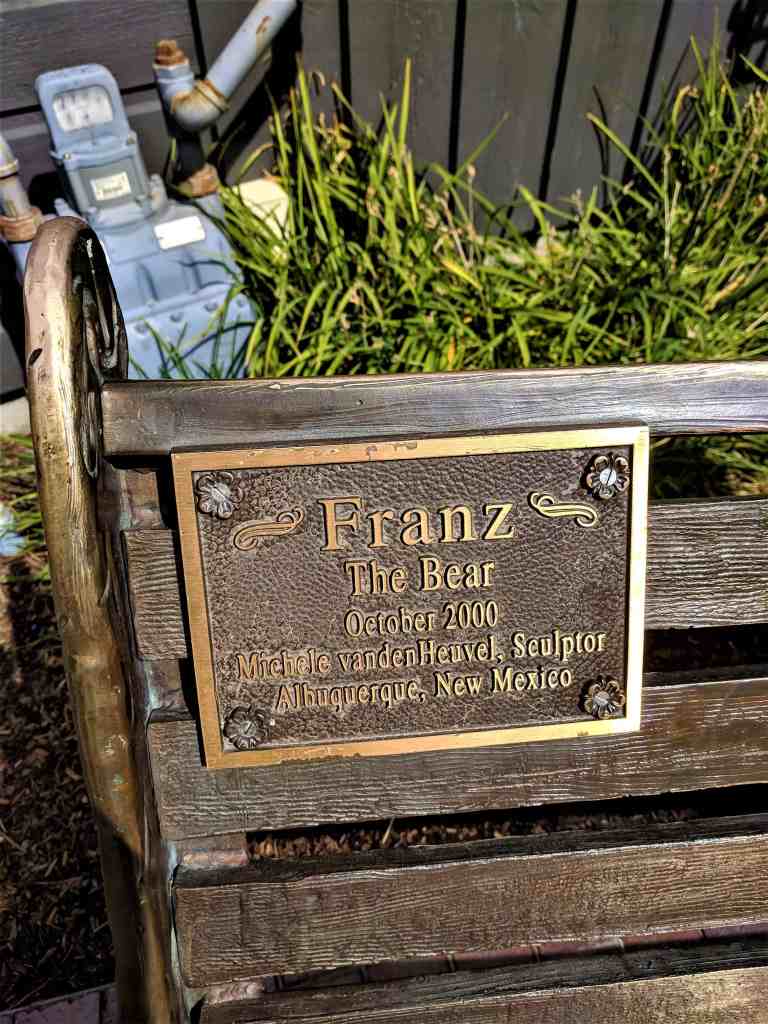 Franz
The Bear
October 2000
Michele vandenHeuvel, Sculptor
Albuquerque, New Mexico